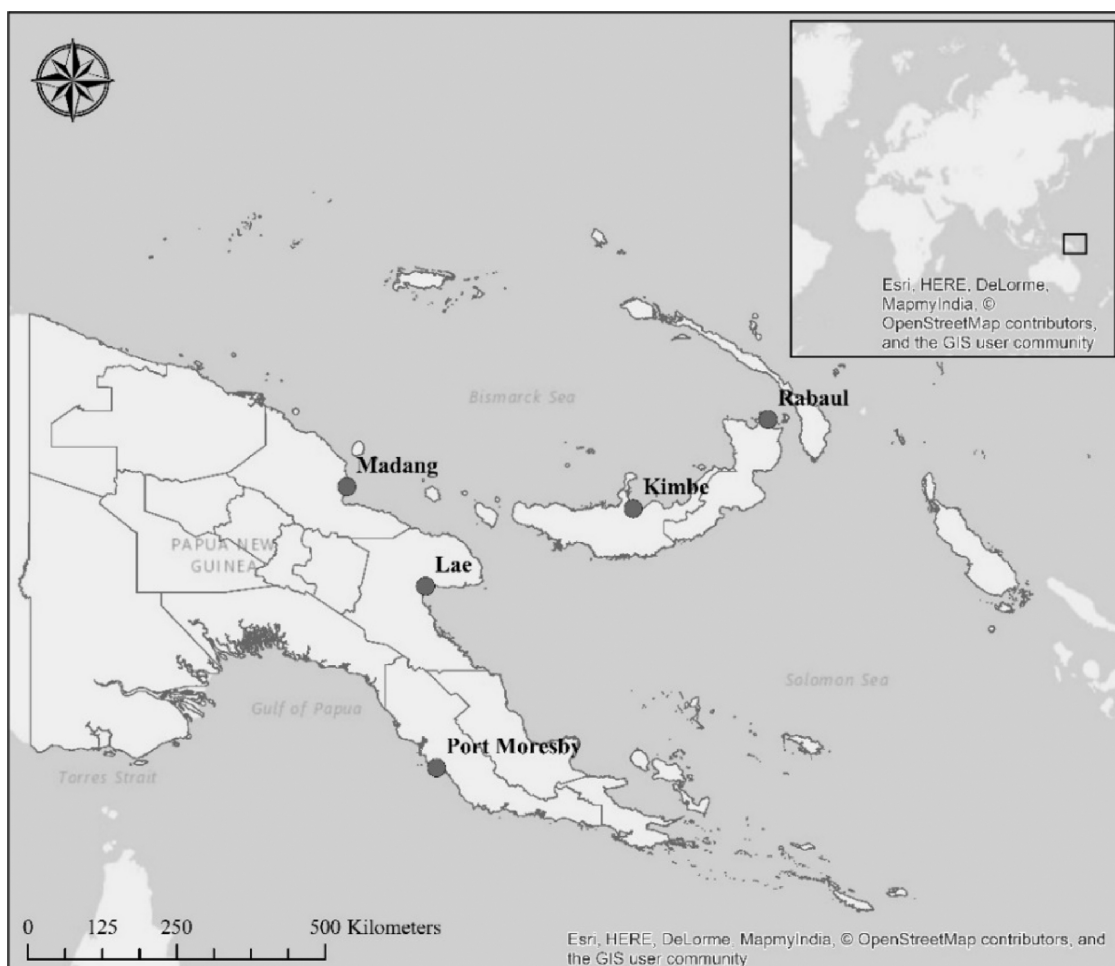 Esri, HERE, DeLorme,
MapmyIndia, ©
OpenStreetMap contributors,
and the GIS user community
Bismarck Sea
Rabaul
Madang
Kimbe
PAPUA NEW
GUINEA
Lae
Solomon Sea
Gulf of Papua
Port Moresby
Torres Strait
0 125 250 500 Kilometers
Esri, HERE, DeLorme, MapmyIndia, © OpenStreetMap contributors, and
the GIS user community